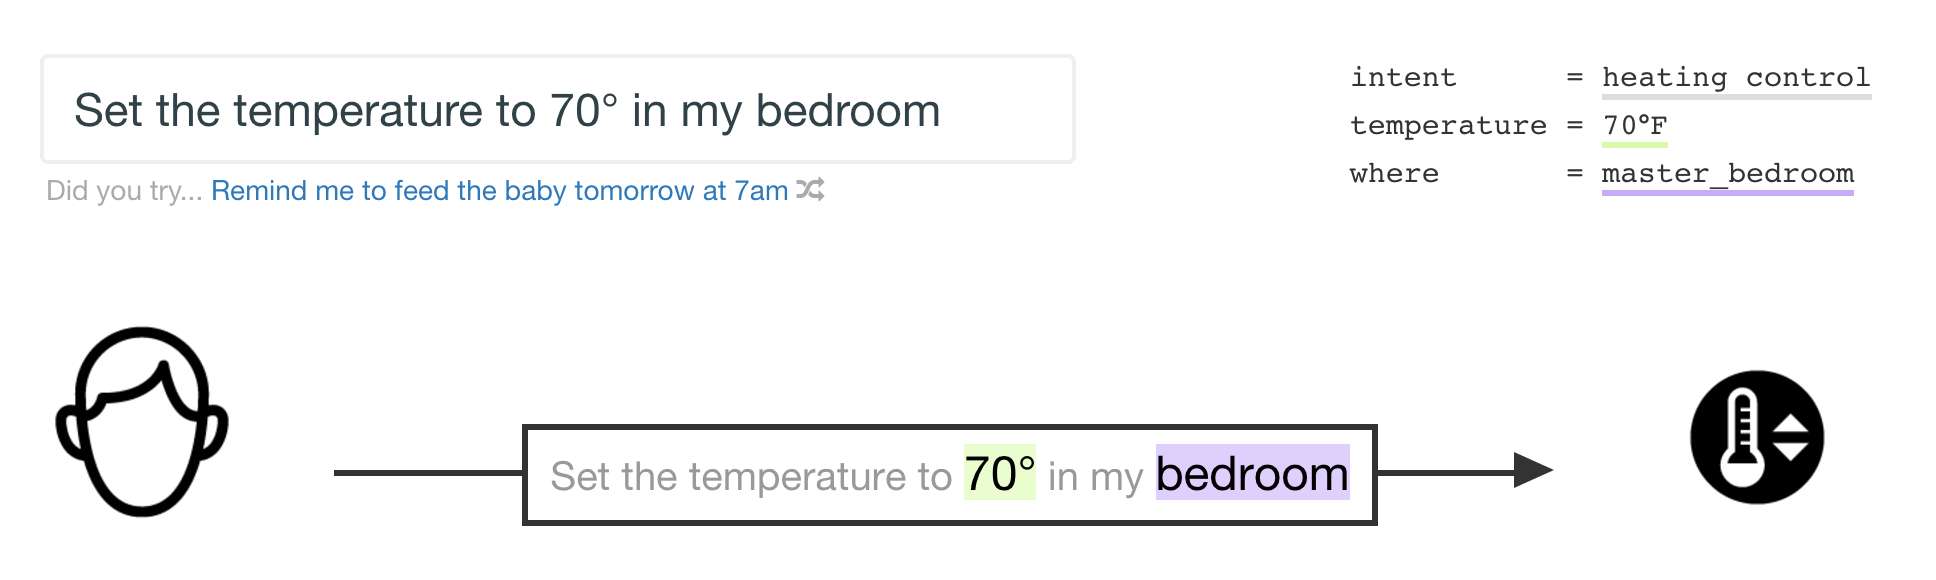 Set the temperature to 70° in my bedroom
Did you try... Remind me to feed the baby tomorrow at 7am
intent = heating control
temperature = 70°F
where = master_bedroom
Set the temperature to 70° in my bedroom